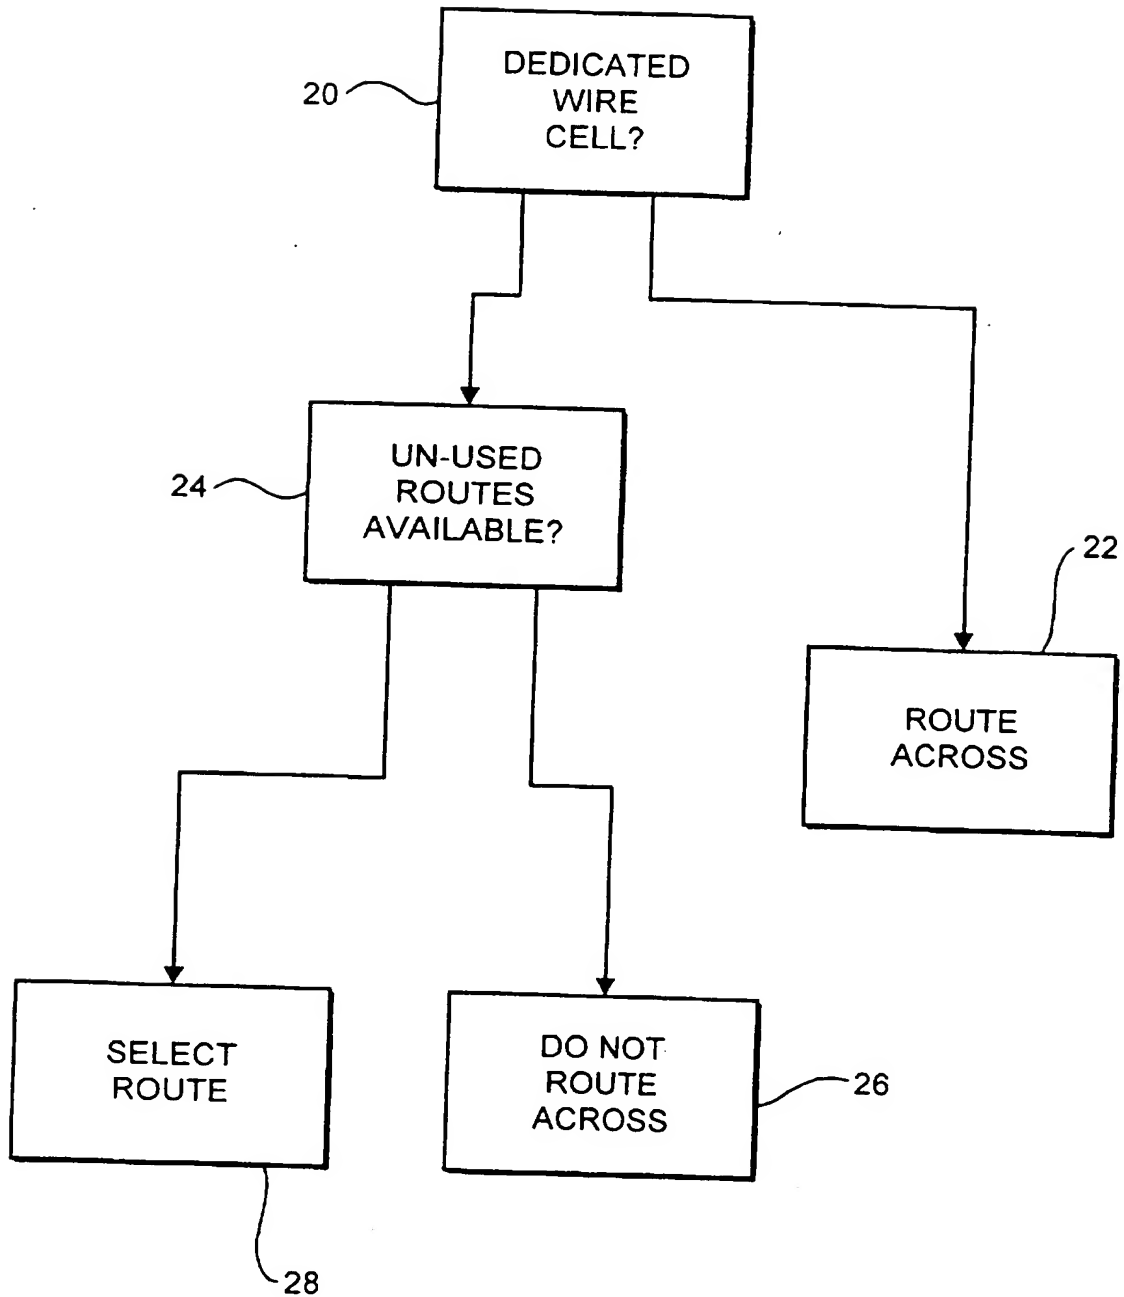 20
DEDICATED
WIRE
CELL?
24
UN-USED
ROUTES
AVAILABLE?
22
ROUTE
ACROSS
SELECT
ROUTE
28
DO NOT
ROUTE
ACROSS
26